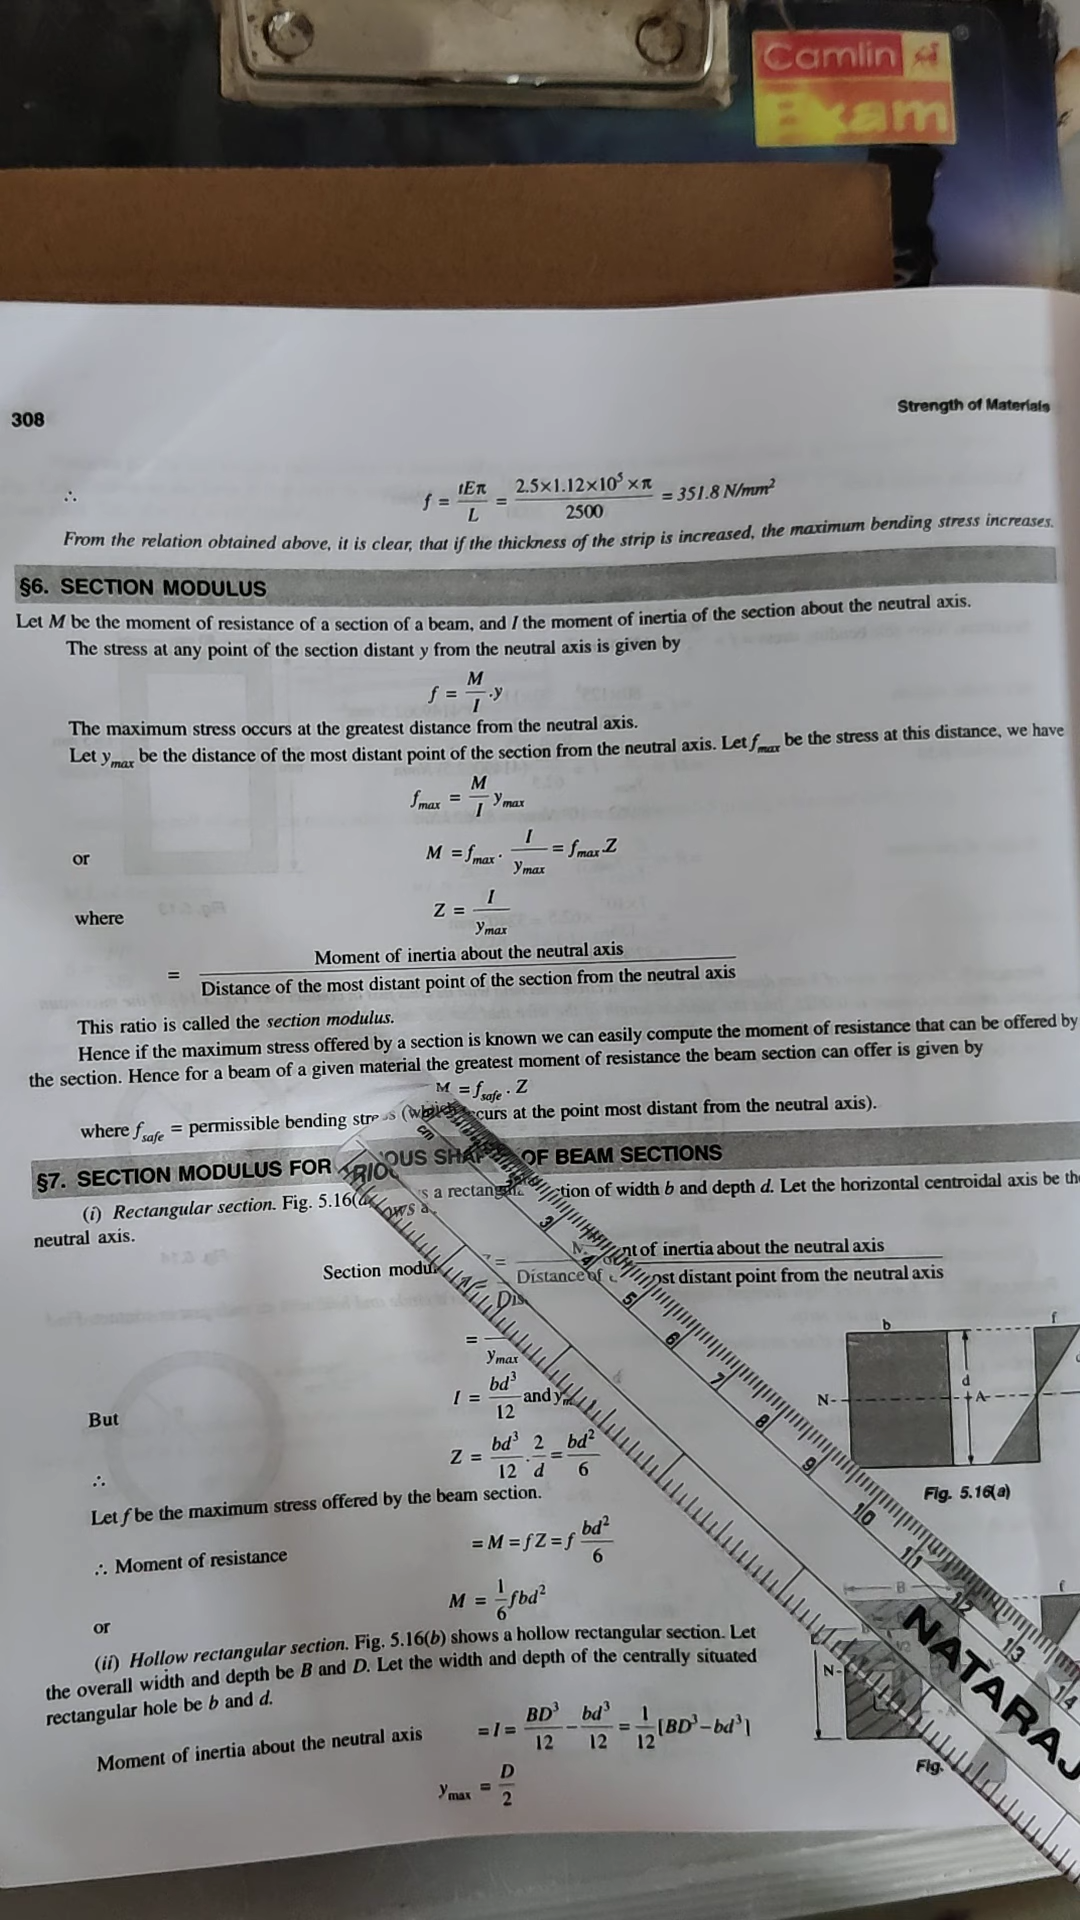 Camlin
Exam
308
Strength of Materials
∴ f = tEπ/L = 2.5×1.12×10⁵×π/2500 = 351.8 N/mm²
From the relation obtained above, it is clear, that if the thickness of the strip is increased, the maximum bending stress increases.
§6. SECTION MODULUS
Let M be the moment of resistance of a section of a beam, and I the moment of inertia of the section about the neutral axis.
The stress at any point of the section distant y from the neutral axis is given by
f = M/I .y
The maximum stress occurs at the greatest distance from the neutral axis.
Let y_max be the distance of the most distant point of the section from the neutral axis. Let f_max be the stress at this distance, we have
f_max = M/I y_max
or M = f_max . I/y_max = f_max.Z
where Z = I/y_max
= Moment of inertia about the neutral axis
Distance of the most distant point of the section from the neutral axis
This ratio is called the section modulus.
Hence if the maximum stress offered by a section is known we can easily compute the moment of resistance that can be offered by
the section. Hence for a beam of a given material the greatest moment of resistance the beam section can offer is given by
M = f_safe . Z
where f_safe = permissible bending (which occurs at the point most distant from the neutral axis).
§7. SECTION MODULUS FOR OF BEAM SECTIONS
(i) Rectangular section. Fig. 5.16( a of width b and depth d. Let the horizontal centroidal axis be the
neutral axis.
Section = of inertia about the neutral axis
Distance of distant point from the neutral axis
= y_max
But I = bd³/12 and
∴ Z = bd³/12 . 2/d = bd²/6
Let f be the maximum stress offered by the beam section.
∴ Moment of resistance = M = fZ = f bd²/6
or M = 1/6 fbd²
(ii) Hollow rectangular section. Fig. 5.16(b) shows a hollow rectangular section. Let
the overall width and depth be B and D. Let the width and depth of the centrally situated
rectangular hole be b and d.
Moment of inertia about the neutral axis = I = BD³/12 − bd³/12 = 1/12 [BD³−bd³]
y_max = D/2
b
f
d
N
A
Fig. 5.16(a)
B
f
N
Fig.
cm
3 4 5 6 7 8 9 10 11 12 13 14
NATARAJ